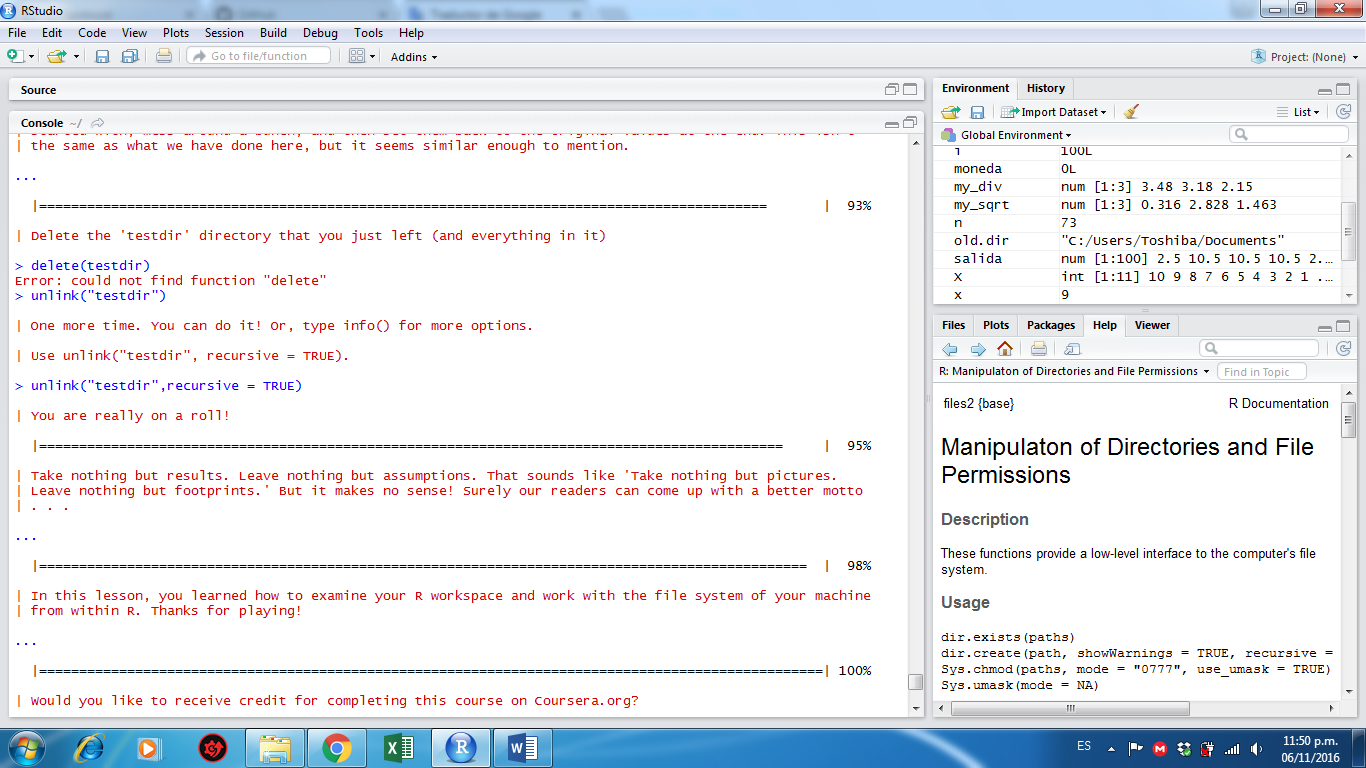 RStudio
File Edit Code View Plots Session Build Debug Tools Help
Go to file/function
Addins
Project: (None)
Source
Console ~/
| the same as what we have done here, but it seems similar enough to mention.
...
|===========================================================================================       |  93%
| Delete the 'testdir' directory that you just left (and everything in it)
> delete(testdir)
Error: could not find function "delete"
> unlink("testdir")
| One more time. You can do it! Or, type info() for more options.
| Use unlink("testdir", recursive = TRUE).
> unlink("testdir",recursive = TRUE)
| You are really on a roll!
|=============================================================================================     |  95%
| Take nothing but results. Leave nothing but assumptions. That sounds like 'Take nothing but pictures.
| Leave nothing but footprints.' But it makes no sense! Surely our readers can come up with a better motto
| . . .
...
|================================================================================================  |  98%
| In this lesson, you learned how to examine your R workspace and work with the file system of your machine
| from within R. Thanks for playing!
...
|==================================================================================================| 100%
| Would you like to receive credit for completing this course on Coursera.org?
Environment History
Import Dataset List
Global Environment
100L
moneda 0L
my_div num [1:3] 3.48 3.18 2.15
my_sqrt num [1:3] 0.316 2.828 1.463
n 73
old.dir "C:/Users/Toshiba/Documents"
salida num [1:100] 2.5 10.5 10.5 10.5 2.…
X int [1:11] 10 9 8 7 6 5 4 3 2 1 ...
x 9
Files Plots Packages Help Viewer
R: Manipulaton of Directories and File Permissions Find in Topic
files2 {base} R Documentation
Manipulaton of Directories and File
Permissions
Description
These functions provide a low-level interface to the computer's file
system.
Usage
dir.exists(paths)
dir.create(path, showWarnings = TRUE, recursive =
Sys.chmod(paths, mode = "0777", use_umask = TRUE)
Sys.umask(mode = NA)
ES
11:50 p.m.
06/11/2016